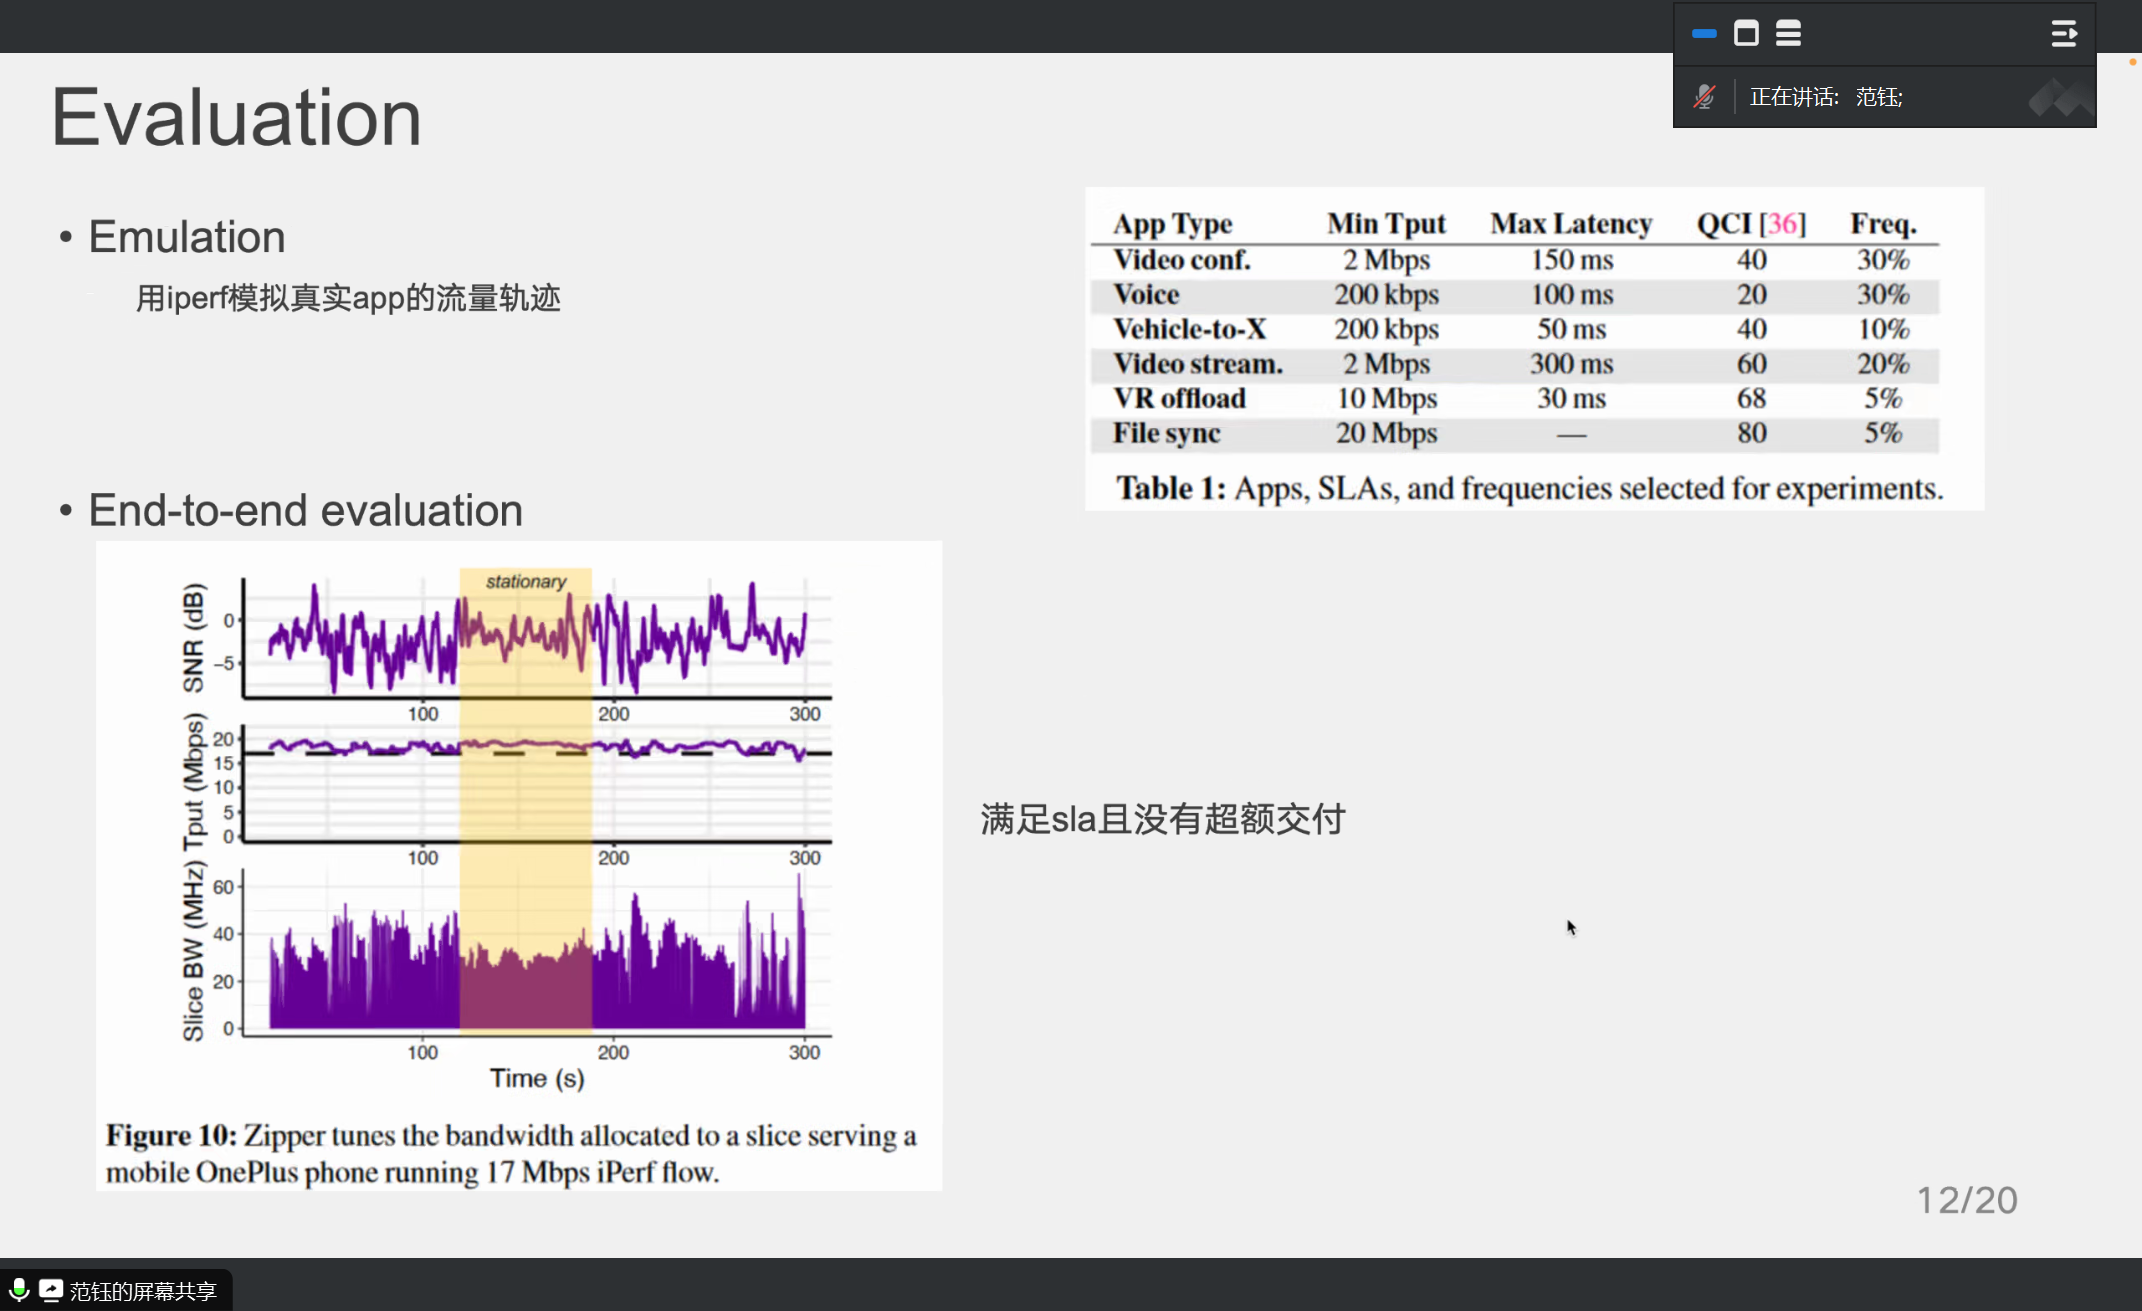 正在讲话: 范钰;
Evaluation
• Emulation
用iperf模拟真实app的流量轨迹
App Type Min Tput Max Latency QCI [36] Freq.
Video conf. 2 Mbps 150 ms 40 30%
Voice 200 kbps 100 ms 20 30%
Vehicle-to-X 200 kbps 50 ms 40 10%
Video stream. 2 Mbps 300 ms 60 20%
VR offload 10 Mbps 30 ms 68 5%
File sync 20 Mbps — 80 5%
Table 1: Apps, SLAs, and frequencies selected for experiments.
• End-to-end evaluation
stationary
SNR (dB)
0
−5
100 200 300
Tput (Mbps)
20
15
10
5
0
100 200 300
Slice BW (MHz)
60
40
20
0
100 200 300
Time (s)
Figure 10: Zipper tunes the bandwidth allocated to a slice serving a
mobile OnePlus phone running 17 Mbps iPerf flow.
满足sla且没有超额交付
12/20
范钰的屏幕共享